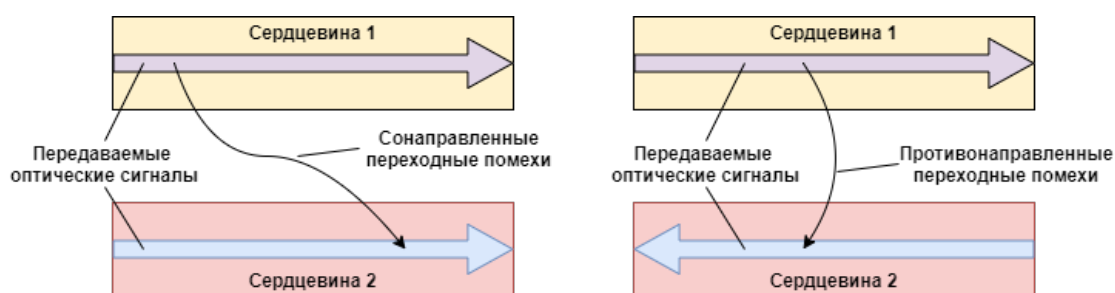 Сердцевина 1
Передаваемые
оптические сигналы
Сонаправленные
переходные помехи
Сердцевина 2
Сердцевина 1
Передаваемые
оптические сигналы
Противонаправленные
переходные помехи
Сердцевина 2